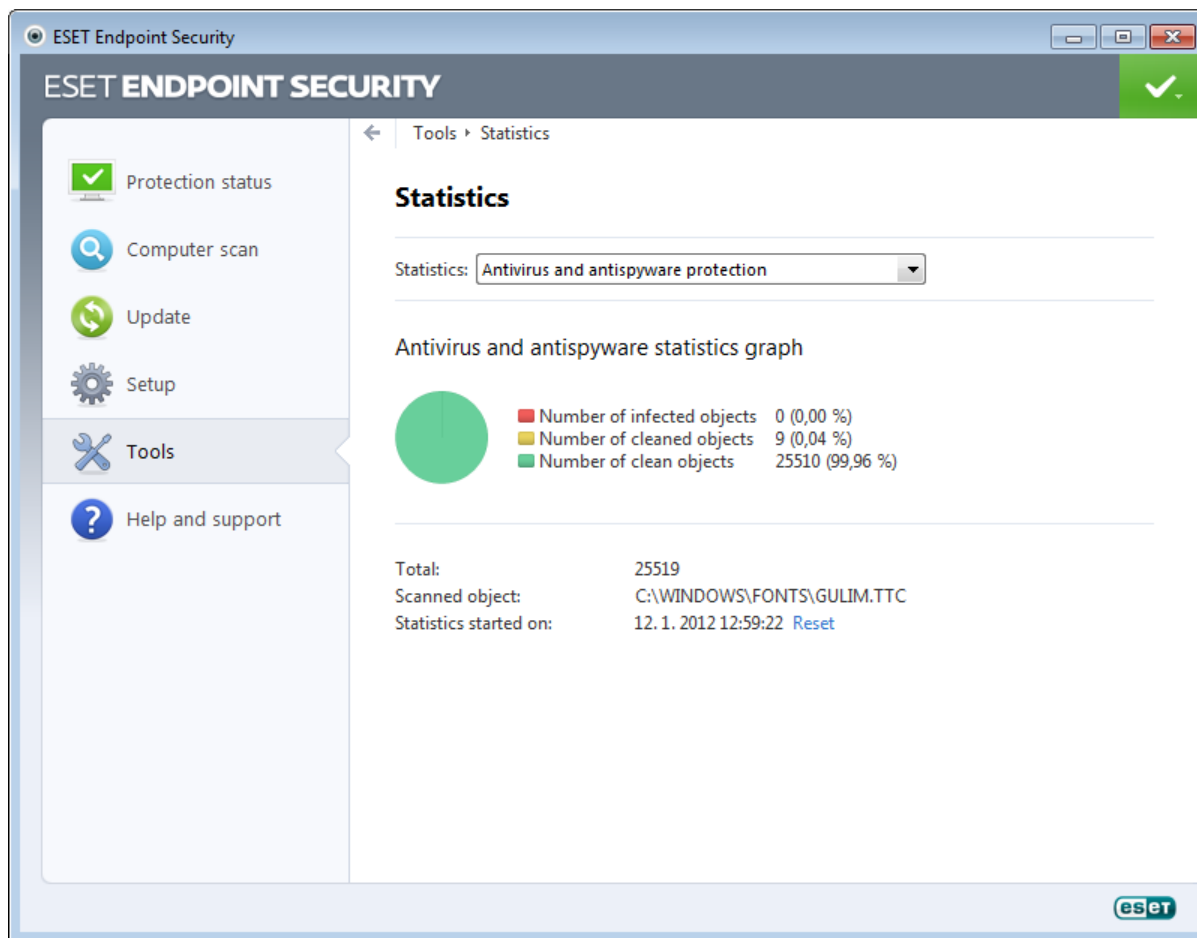 ESET Endpoint Security
ESET ENDPOINT SECURITY
Tools Statistics
Protection status
Computer scan
Update
Setup
Tools
Help and support
Statistics
Statistics: Antivirus and antispyware protection
Antivirus and antispyware statistics graph
Number of infected objects 0 (0,00 %)
Number of cleaned objects 9 (0,04 %)
Number of clean objects 25510 (99,96 %)
Total: 25519
Scanned object: C:\WINDOWS\FONTS\GULIM.TTC
Statistics started on: 12. 1. 2012 12:59:22 Reset
eset